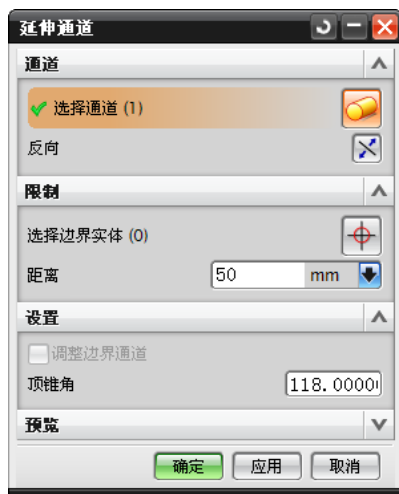 延伸通道
通道
选择通道 (1)
反向
限制
选择边界实体 (0)
距离 50 mm
设置
调整边界通道
顶锥角 118.0000
预览
确定 应用 取消